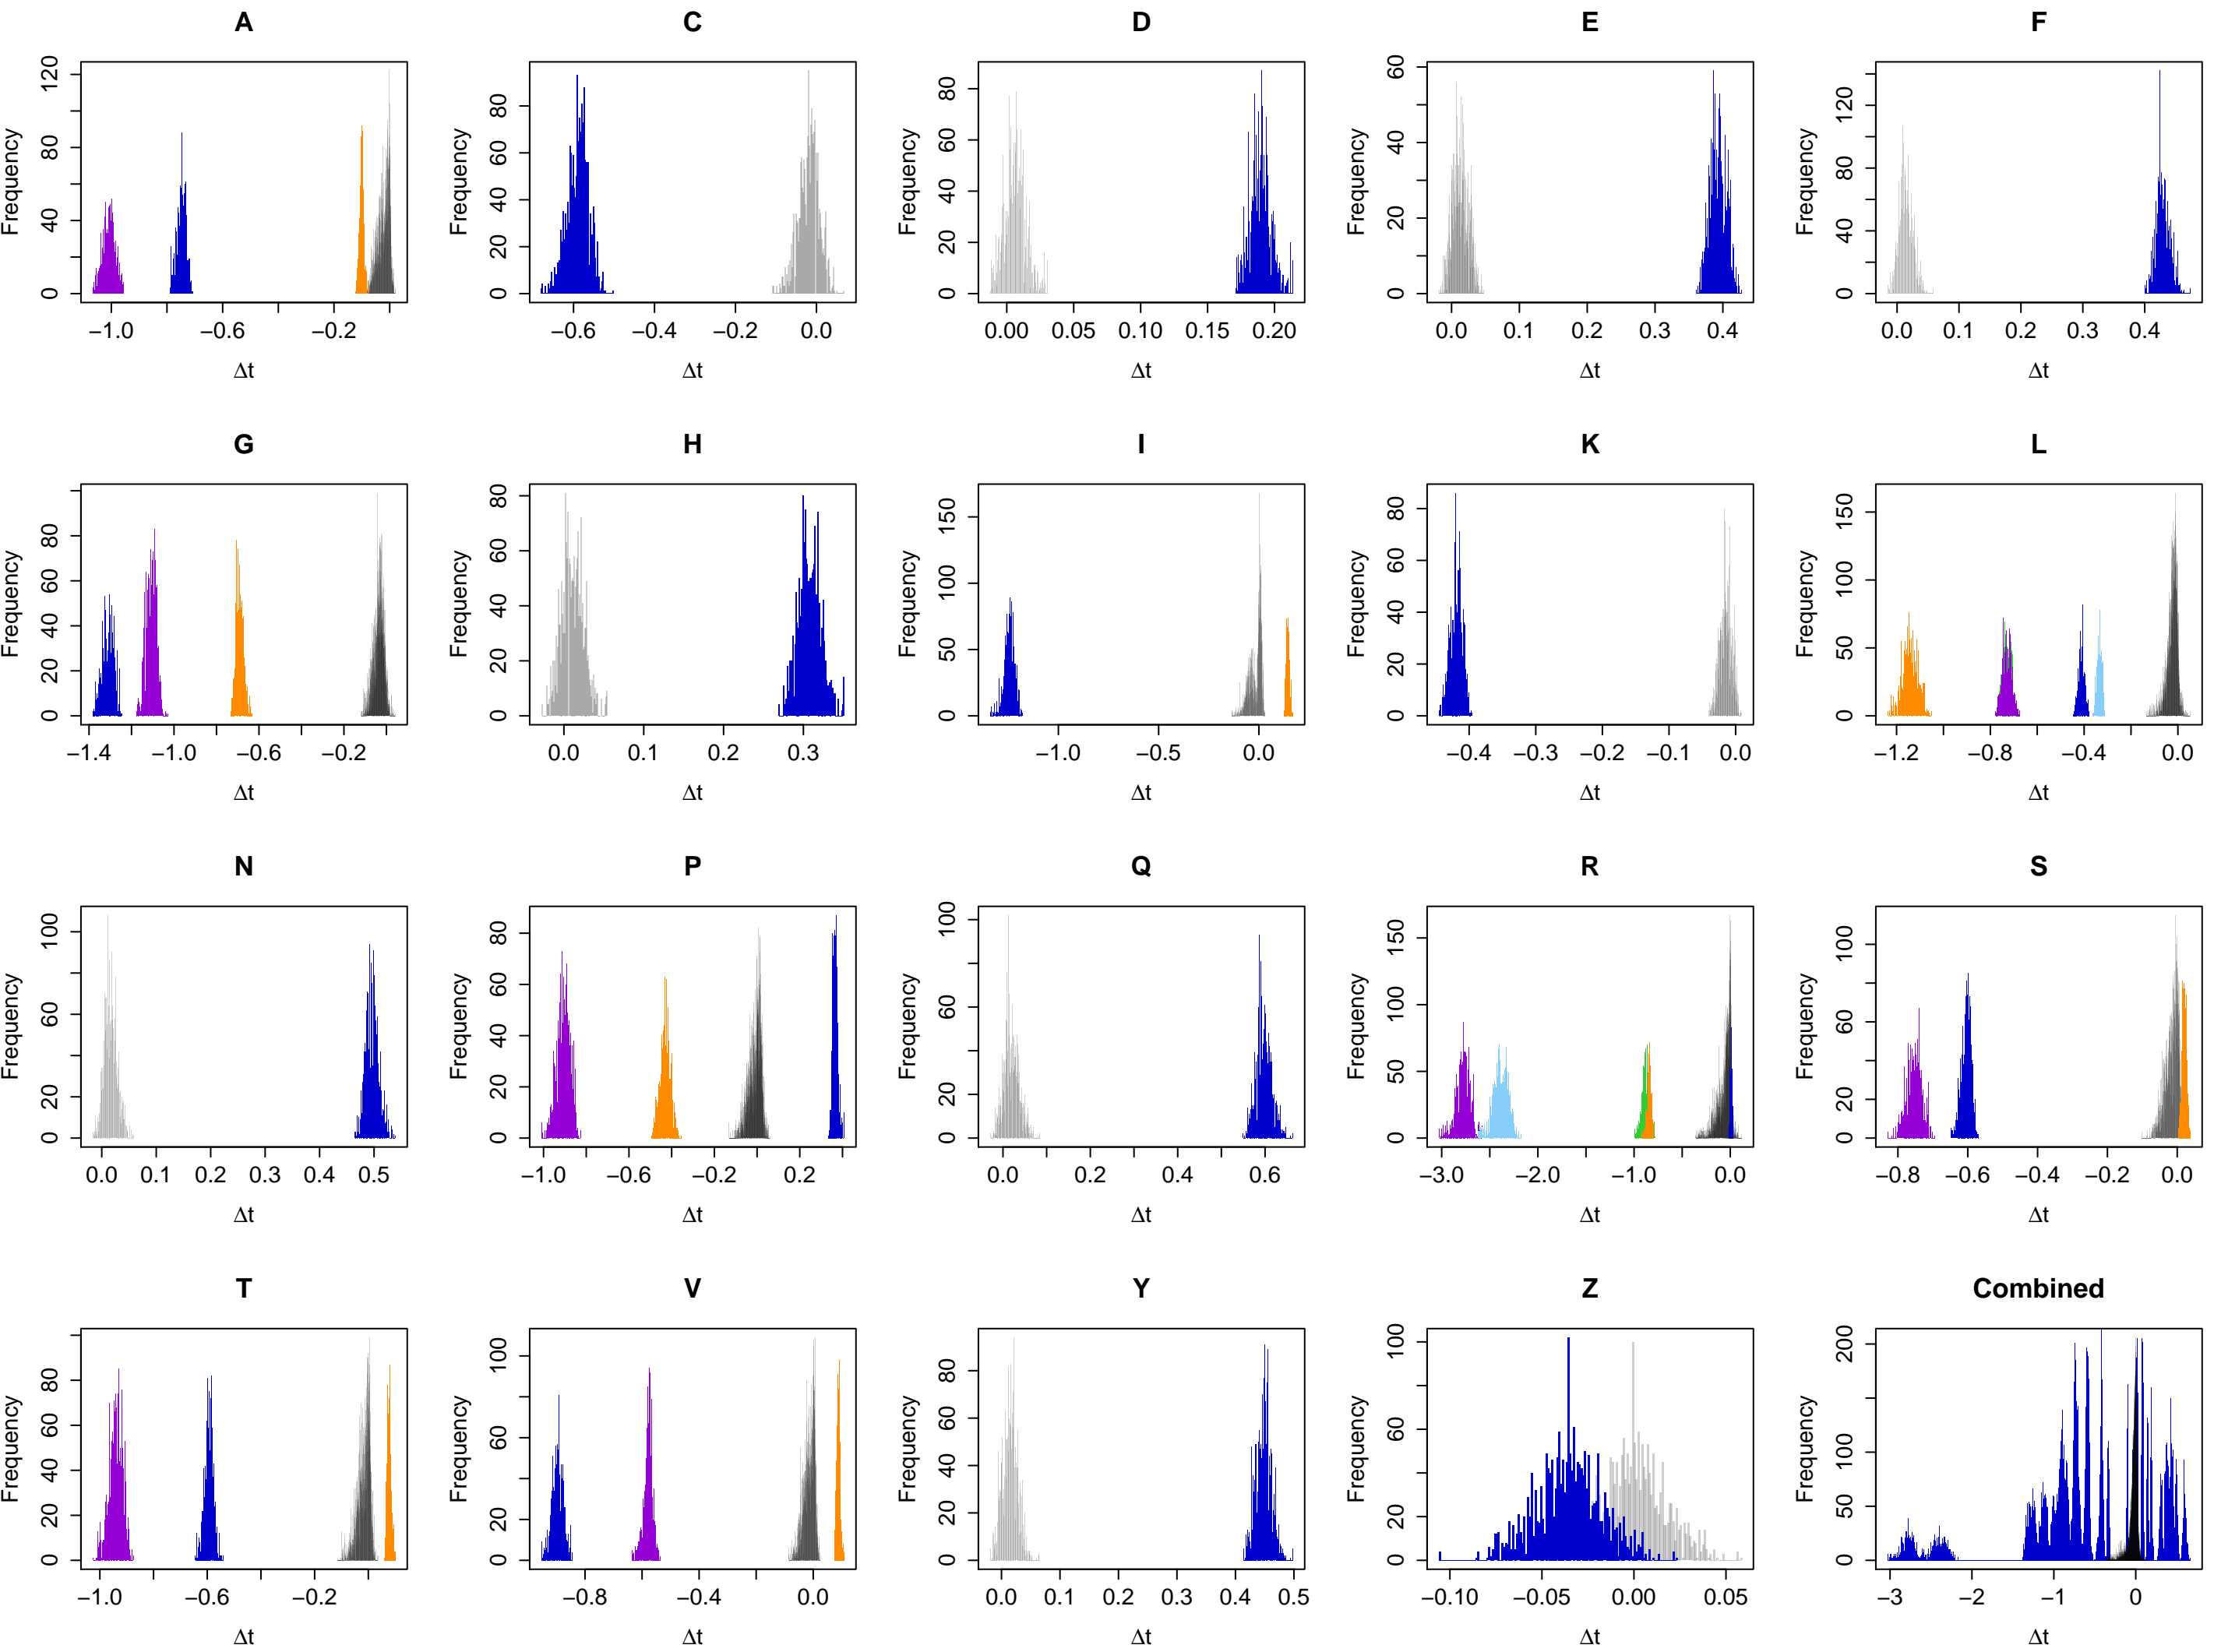 A
Frequency
0 40 80 120
−1.0 −0.6 −0.2
Δt
C
Frequency
0 20 40 60 80
−0.6 −0.4 −0.2 0.0
Δt
D
Frequency
0 20 40 60 80
0.00 0.05 0.10 0.15 0.20
Δt
E
Frequency
0 20 40 60
0.0 0.1 0.2 0.3 0.4
Δt
F
Frequency
0 40 80 120
0.0 0.1 0.2 0.3 0.4
Δt
G
Frequency
0 20 40 60 80
−1.4 −1.0 −0.6 −0.2
Δt
H
Frequency
0 20 40 60 80
0.0 0.1 0.2 0.3
Δt
I
Frequency
0 50 100 150
−1.0 −0.5 0.0
Δt
K
Frequency
0 20 40 60 80
−0.4 −0.3 −0.2 −0.1 0.0
Δt
L
Frequency
0 50 100 150
−1.2 −0.8 −0.4 0.0
Δt
N
Frequency
0 20 60 100
0.0 0.1 0.2 0.3 0.4 0.5
Δt
P
Frequency
0 20 40 60 80
−1.0 −0.6 −0.2 0.2
Δt
Q
Frequency
0 20 60 100
0.0 0.2 0.4 0.6
Δt
R
Frequency
0 50 100 150
−3.0 −2.0 −1.0 0.0
Δt
S
Frequency
0 20 60 100
−0.8 −0.6 −0.4 −0.2 0.0
Δt
T
Frequency
0 20 40 60 80
−1.0 −0.6 −0.2
Δt
V
Frequency
0 20 60 100
−0.8 −0.4 0.0
Δt
Y
Frequency
0 20 40 60 80
0.0 0.1 0.2 0.3 0.4 0.5
Δt
Z
Frequency
0 20 60 100
−0.10 −0.05 0.00 0.05
Δt
Combined
Frequency
0 50 100 200
−3 −2 −1 0
Δt